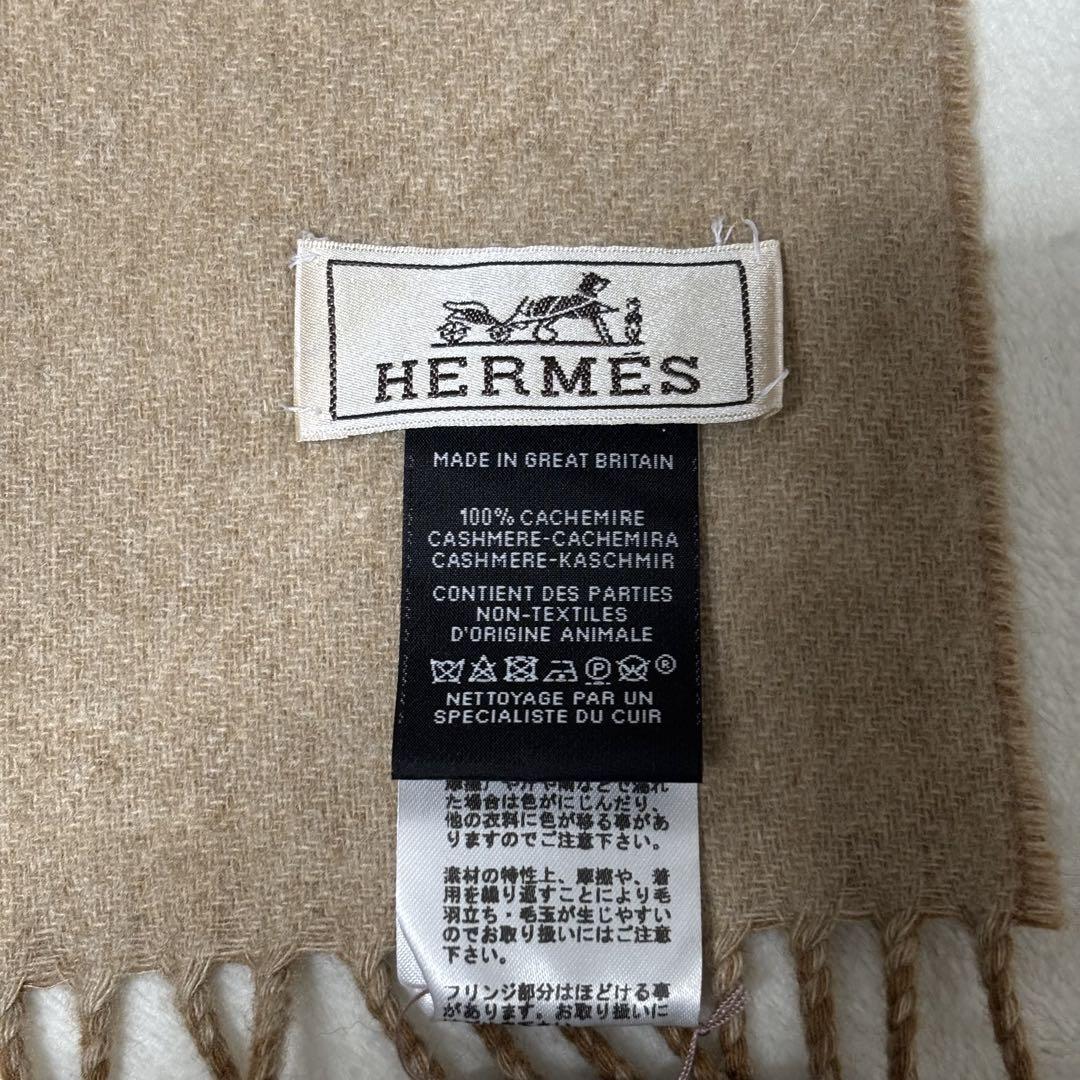 HERMÈS
MADE IN GREAT BRITAIN
100% CACHEMIRE
CASHMERE-CACHEMIRA
CASHMERE-KASCHMIR
CONTIENT DES PARTIES
NON-TEXTILES
D'ORIGINE ANIMALE
P ®
NETTOYAGE PAR UN
SPECIALISTE DU CUIR
た場合は色がにじんだり、
他の衣料に色が移る事があ
りますのでご注意下さい。
素材の特性上、摩擦や、着
用を繰り返すことにより毛
羽立ち・毛玉が生じやすい
のでお取り扱いにはご注意
下さい。
フリンジ部分はほどける事
があります。お取り扱いに